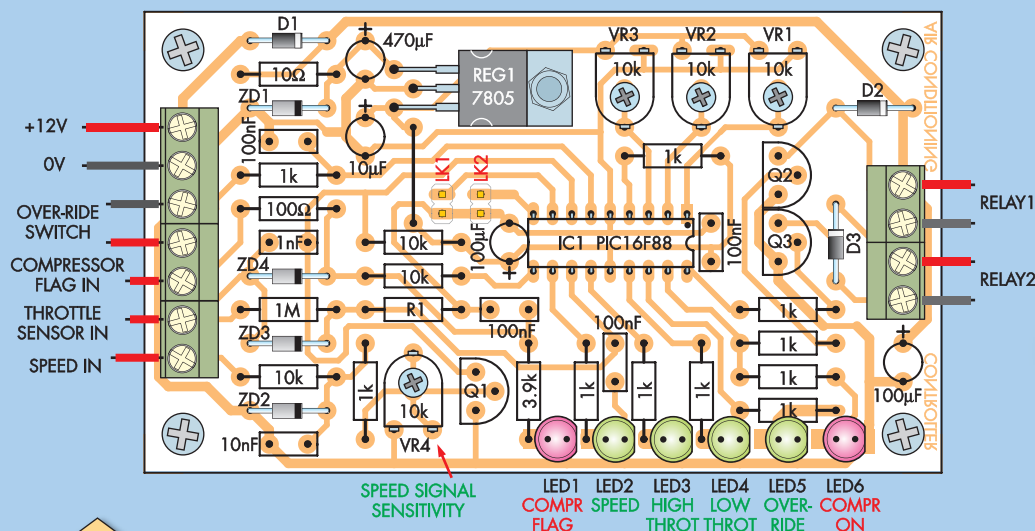 D1
470µF
10Ω
REG1
7805
VR3
VR2
VR1
10k
10k
10k
AIR CONDITIONING
ZD1
D2
+12V
100nF
10µF
0V
1k
LK1
LK2
1k
Q2
OVER-RIDE
SWITCH
100Ω
RELAY1
1nF
10k
100µF
IC1 PIC16F88
100nF
Q3
D3
COMPRESSOR
FLAG IN
ZD4
10k
RELAY2
THROTTLE
SENSOR IN
1M
R1
100nF
1k
ZD3
100nF
1k
SPEED IN
10k
1k
10k
Q1
3.9k
1k
1k
1k
1k
100µF
CONTROLLER
ZD2
1k
10nF
VR4
SPEED SIGNAL
SENSITIVITY
LED1
COMPR
FLAG
LED2
SPEED
LED3
HIGH
THROT
LED4
LOW
THROT
LED5
OVER-
RIDE
LED6
COMPR
ON